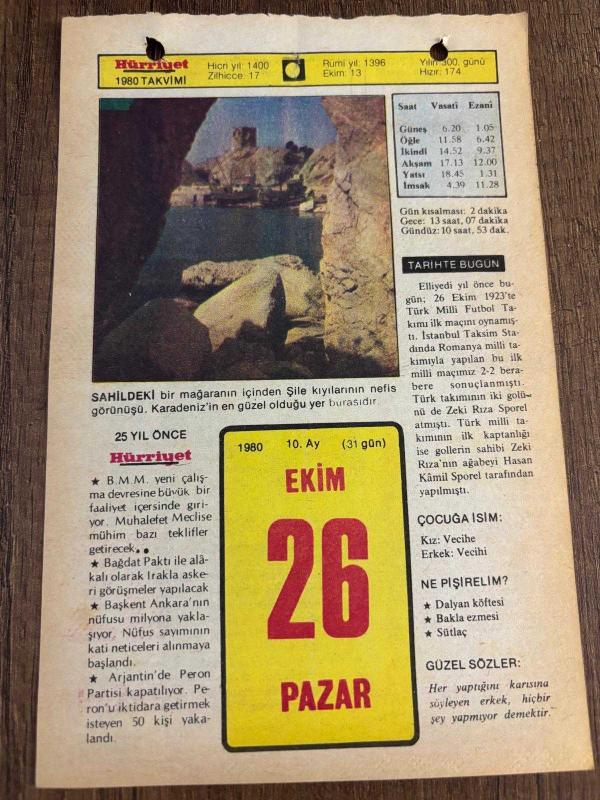 Hürriyet
1980 TAKVİMİ
Hicri yıl: 1400
Zilhicce: 17
Rumi yıl: 1396
Ekim: 13
Yılın 300. günü
Hızır: 174
Saat Vasati Ezani
Güneş 6.20 1.05
Öğle 11.58 6.42
İkindi 14.52 9.37
Akşam 17.13 12.00
Yatsı 18.45 1.31
İmsak 4.39 11.28
Gün kısalması: 2 dakika
Gece: 13 saat, 07 dakika
Gündüz: 10 saat, 53 dak.
SAHİLDEKİ bir mağaranın içinden Şile kıyılarının nefis
görünüşü. Karadeniz'in en güzel olduğu yer burasıdır.
TARİHTE BUGÜN
Elliyedi yıl önce bu-
gün; 26 Ekim 1923'te
Türk Milli Futbol Ta-
kımı ilk maçını oynamış-
tı. İstanbul Taksim Sta-
dında Romanya milli ta-
kımıyla yapılan bu ilk
milli maçımız 2-2 bera-
bere sonuçlanmıştı.
Türk takımının iki golü-
nü de Zeki Rıza Sporel
atmıştı. Türk milli ta-
kımının ilk kaptanlığı
ise gollerin sahibi Zeki
Rıza'nın ağabeyi Hasan
Kâmil Sporel tarafından
yapılmıştı.
25 YIL ÖNCE
Hürriyet
★ B.M.M. yeni çalış-
ma devresine büyük bir
faaliyet içersinde giri-
yor. Muhalefet Meclise
mühim bazı teklifler
getirecek..
★ Bağdat Paktı ile alâ-
kalı olarak Irakla aske-
ri görüşmeler yapılacak
★ Başkent Ankara'nın
nüfusu milyona yakla-
şıyor. Nüfus sayımının
kati neticeleri alınmaya
başlandı.
★ Arjantin'de Peron
Partisi kapatılıyor. Pe-
ron'u iktidara getirmek
isteyen 50 kişi yaka-
landı.
1980 10. Ay (31 gün)
EKİM
26
PAZAR
ÇOCUĞA İSİM:
Kız: Vecihe
Erkek: Vecihi
NE PİŞİRELİM?
★ Dalyan köftesi
★ Bakla ezmesi
★ Sütlaç
GÜZEL SÖZLER:
Her yaptığını karısına
söyleyen erkek, hiçbir
şey yapmıyor demektir.